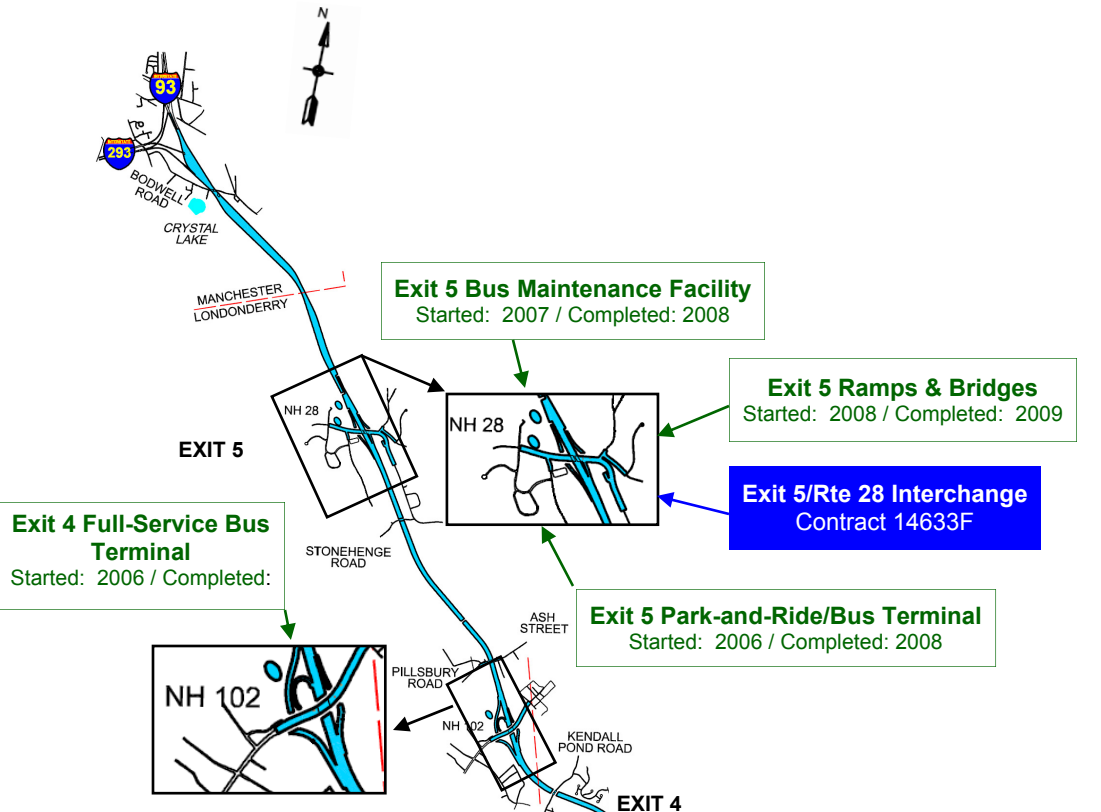 N
INTERSTATE
93
INTERSTATE
293
BODWELL
ROAD
CRYSTAL
LAKE
MANCHESTER
LONDONDERRY
Exit 5 Bus Maintenance Facility
Started: 2007 / Completed: 2008
Exit 5 Ramps & Bridges
Started: 2008 / Completed: 2009
NH 28
NH 28
EXIT 5
Exit 5/Rte 28 Interchange
Contract 14633F
Exit 4 Full-Service Bus
Terminal
Started: 2006 / Completed:
STONEHENGE
ROAD
Exit 5 Park-and-Ride/Bus Terminal
Started: 2006 / Completed: 2008
ASH
STREET
PILLSBURY
ROAD
NH 102
NH 102
KENDALL
POND ROAD
EXIT 4